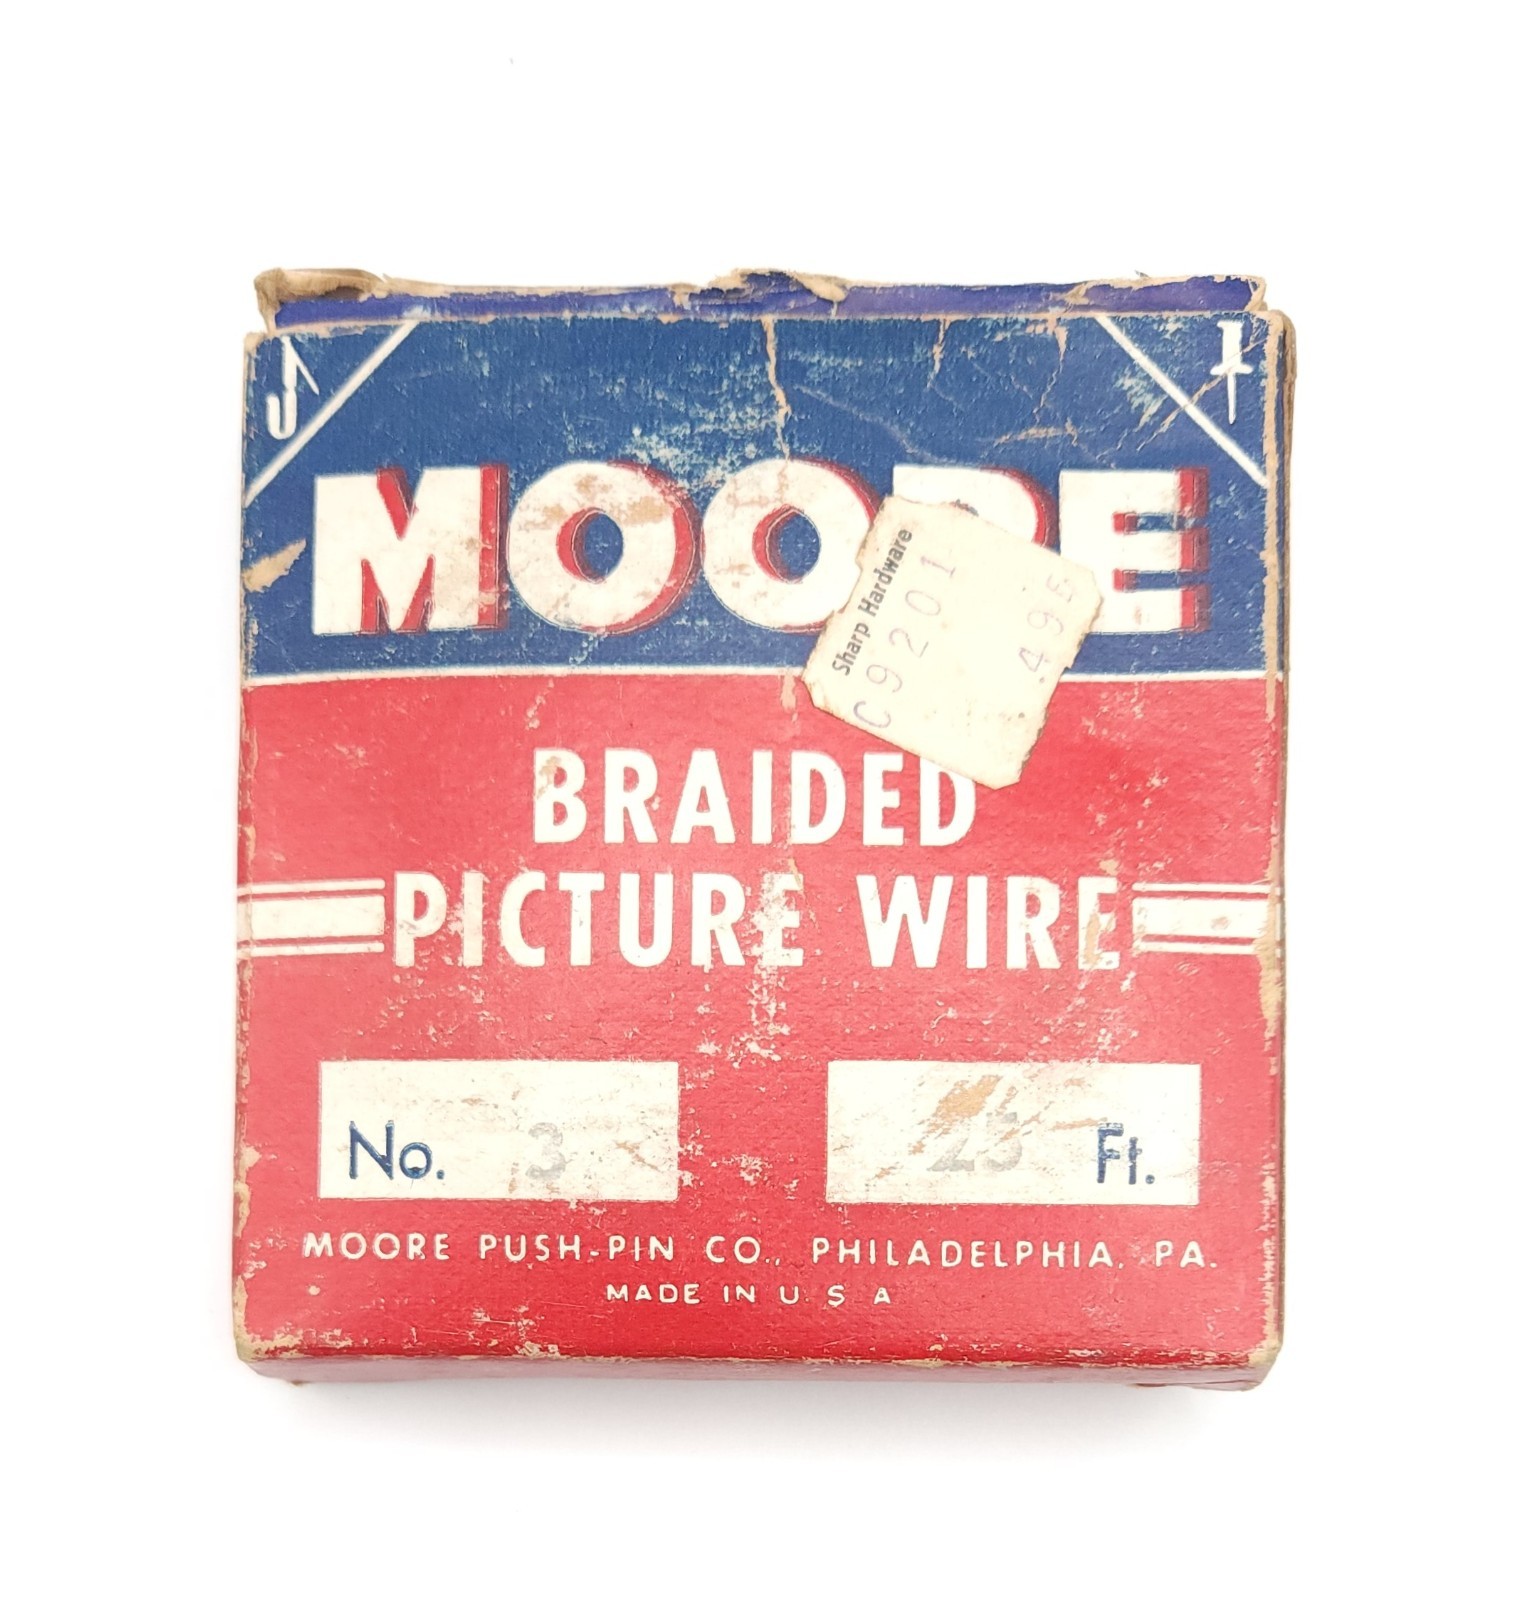 MOORE
Sharp Hardware
C9201
BRAIDED
PICTURE WIRE
No. 3
25 Ft.
MOORE PUSH-PIN CO., PHILADELPHIA, PA.
MADE IN U S A